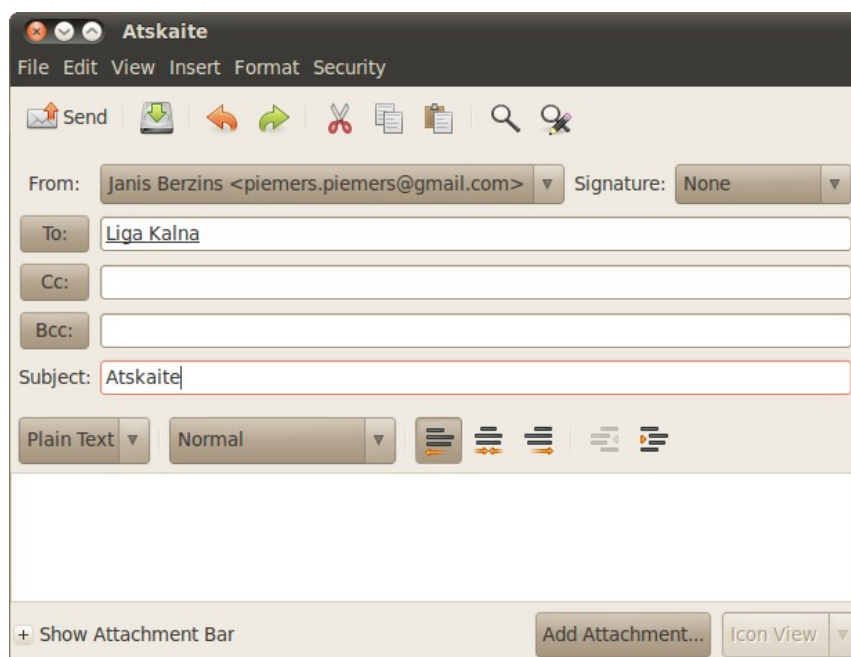 Atskaite
File Edit View Insert Format Security
Send
From: Janis Berzins <piemers.piemers@gmail.com> Signature: None
To: Liga Kalna
Cc:
Bcc:
Subject: Atskaite
Plain Text Normal
+ Show Attachment Bar Add Attachment... Icon View